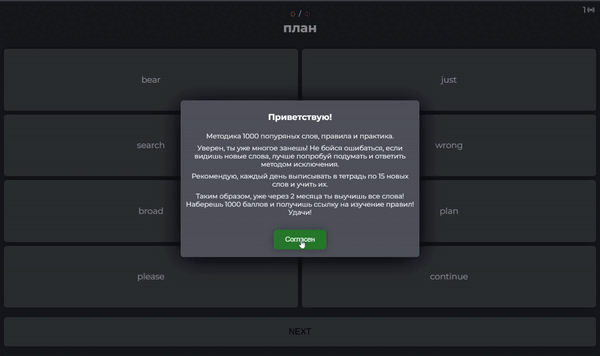 0 / 8
1
план
bear
just
Приветствую!
Методика 1000 попуряных слов, правила и практика.
Уверен, ты уже многое занешь! Не бойся ошибаться, если
видишь новые слова, лучше попробуй подумать и ответить
методом исключения.
search
wrong
Рекомендую, каждый день выписывать в тетрадь по 15 новых
слов и учить их.
Таким образом, уже через 2 месяца ты выучишь все слова!
Наберешь 1000 баллов и получишь ссылку на изучение правил!
Удачи!
broad
plan
Согласен
please
continue
NEXT